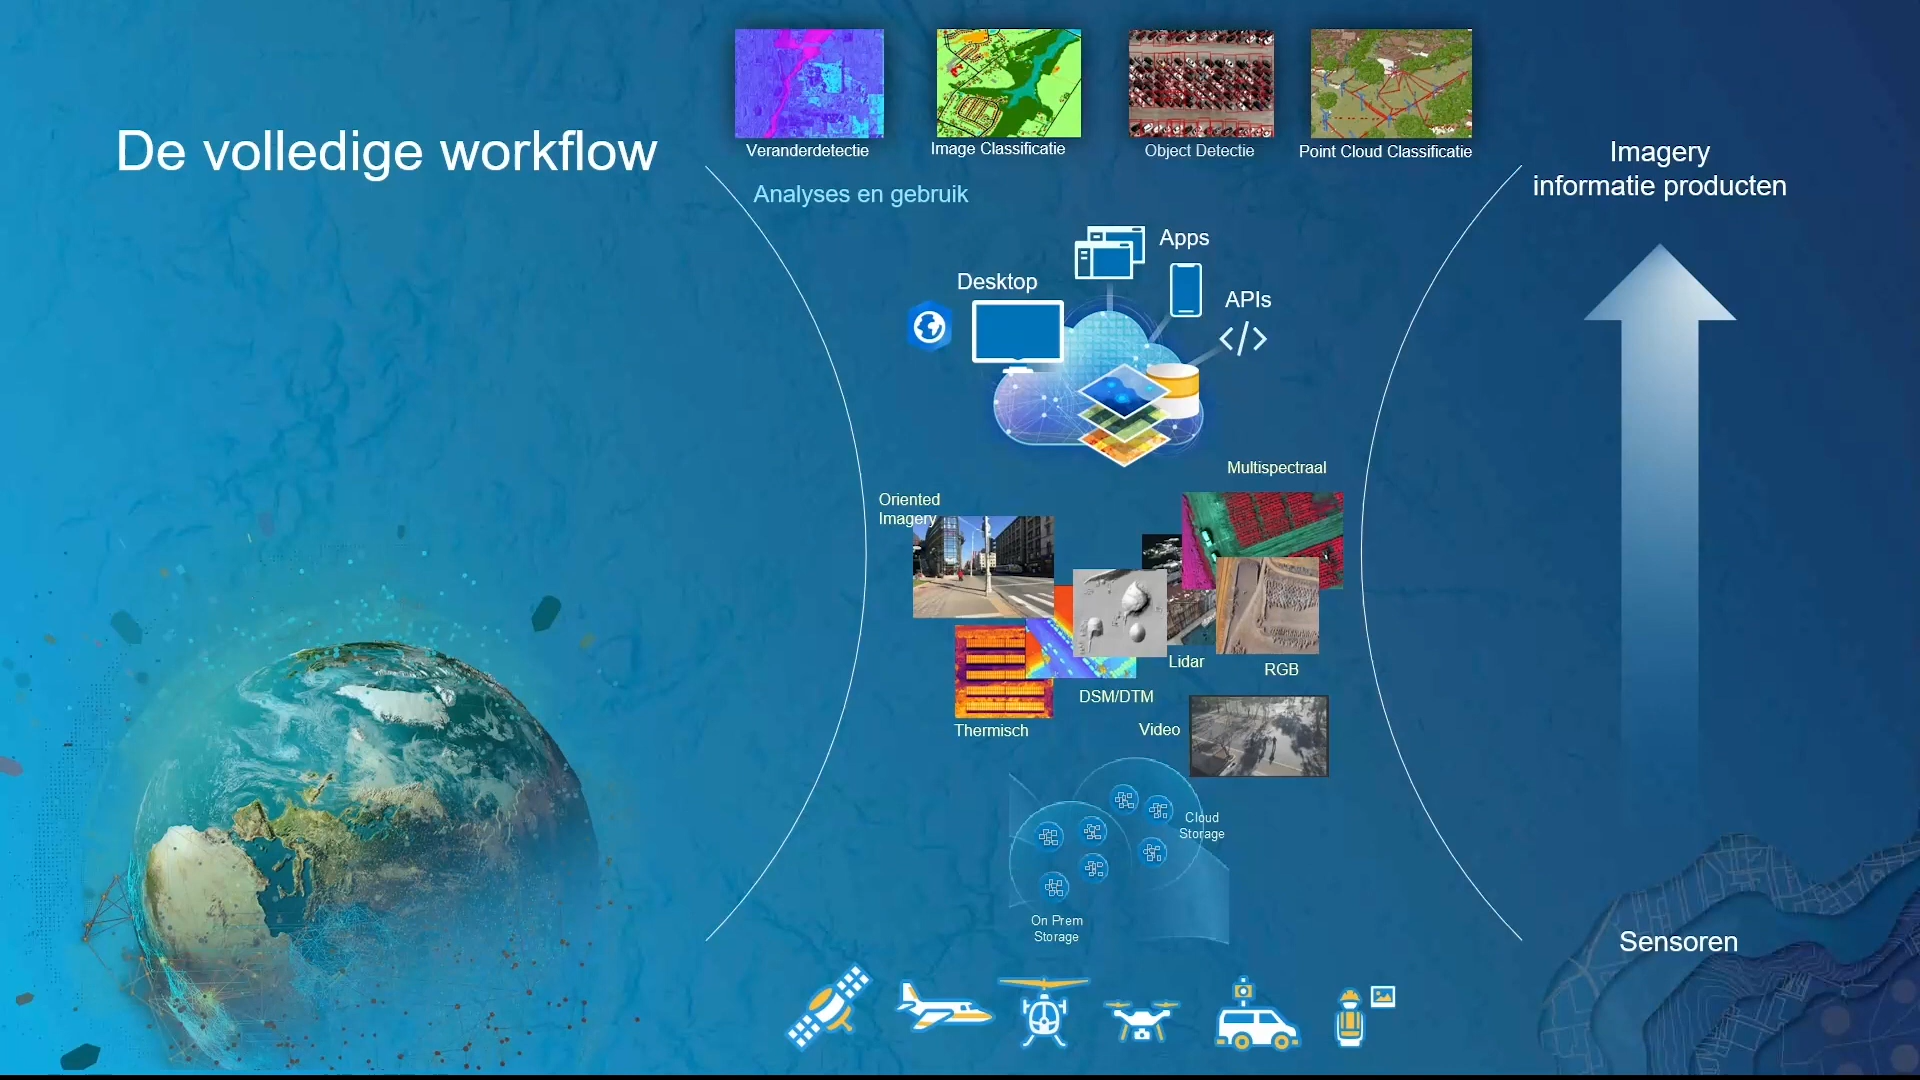 De volledige workflow
Veranderdetectie
Image Classificatie
Object Detectie
Point Cloud Classificatie
Analyses en gebruik
Imagery
informatie producten
Apps
Desktop
APIs
</>
Multispectraal
Oriented
Imagery
Lidar
RGB
DSM/DTM
Thermisch
Video
Cloud
Storage
On Prem
Storage
Sensoren